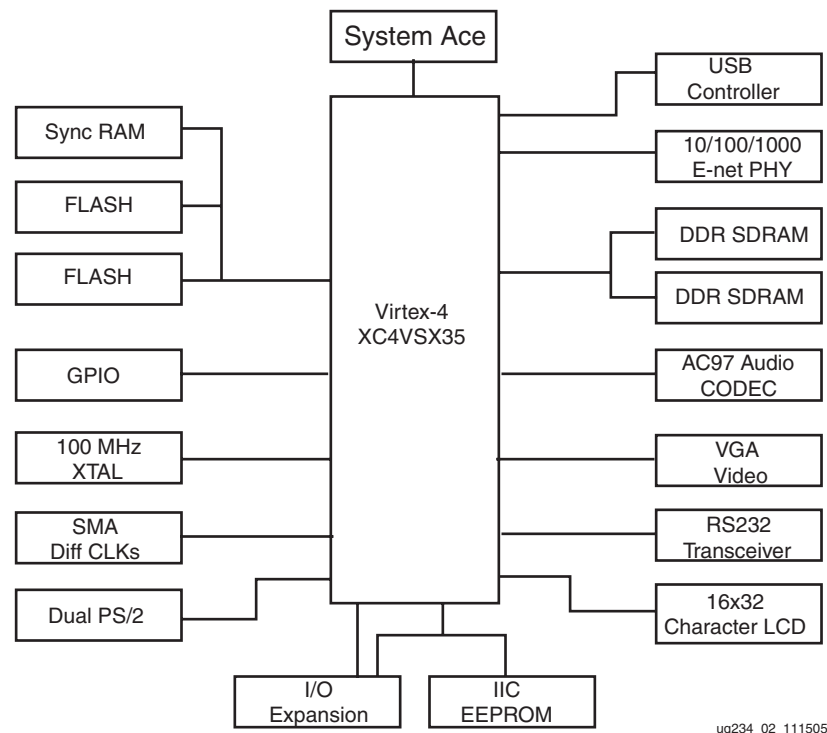 System Ace
USB
Controller
Sync RAM
10/100/1000
E-net PHY
FLASH
DDR SDRAM
FLASH
DDR SDRAM
Virtex-4
XC4VSX35
GPIO
AC97 Audio
CODEC
100 MHz
XTAL
VGA
Video
SMA
Diff CLKs
RS232
Transceiver
Dual PS/2
16x32
Character LCD
I/O
Expansion
IIC
EEPROM
ug234_02_111505